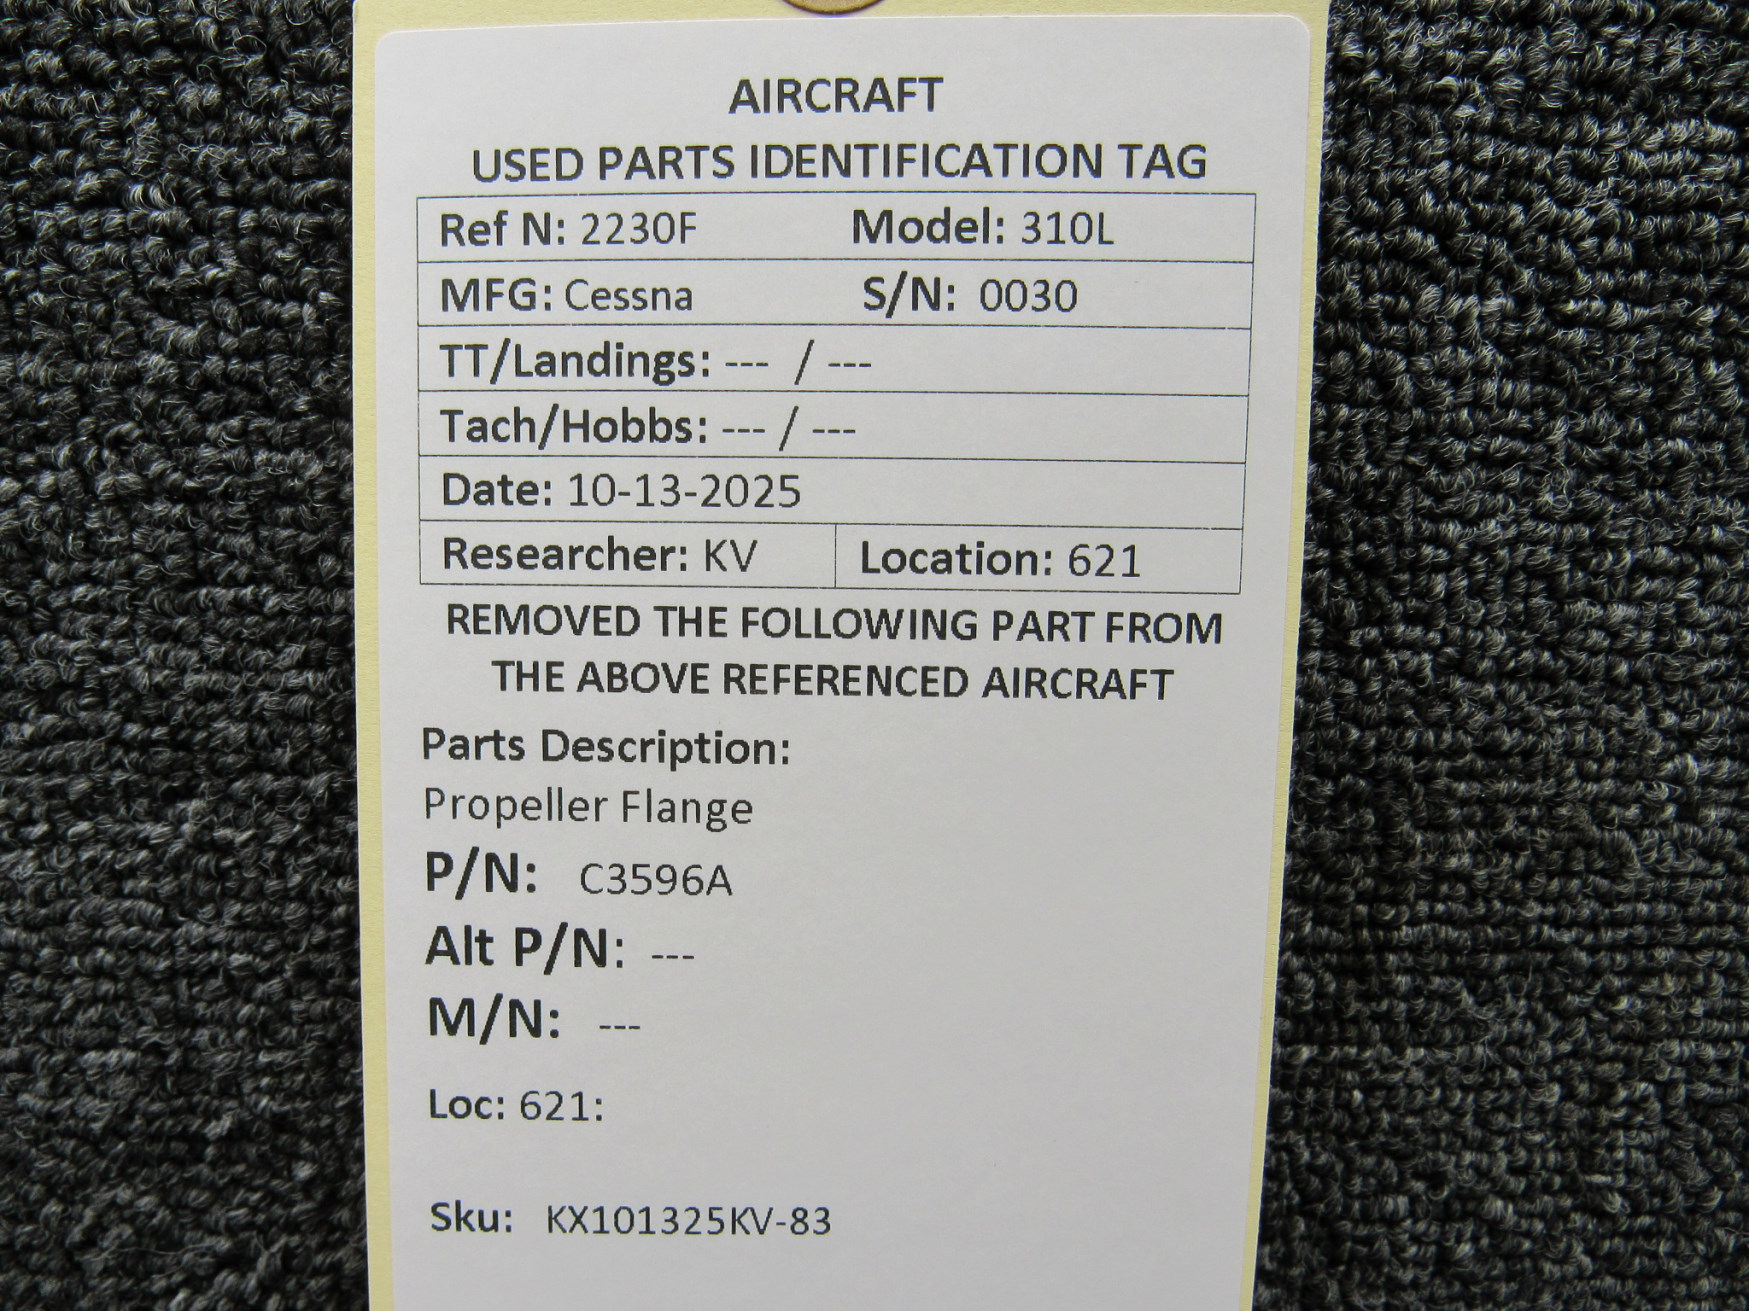 AIRCRAFT
USED PARTS IDENTIFICATION TAG
Ref N: 2230F Model: 310L
MFG: Cessna S/N: 0030
TT/Landings: --- / ---
Tach/Hobbs: --- / ---
Date: 10-13-2025
Researcher: KV Location: 621
REMOVED THE FOLLOWING PART FROM
THE ABOVE REFERENCED AIRCRAFT
Parts Description:
Propeller Flange
P/N: C3596A
Alt P/N: ---
M/N: ---
Loc: 621:
Sku: KX101325KV-83